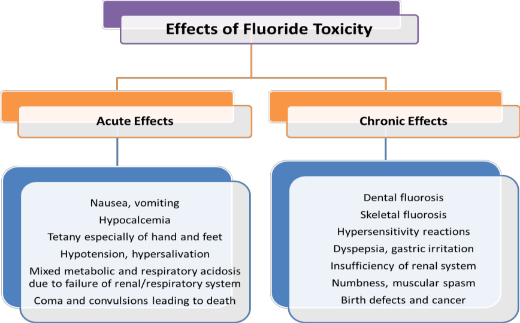 Effects of Fluoride Toxicity
Acute Effects
Nausea, vomiting
Hypocalcemia
Tetany especially of hand and feet
Hypotension, hypersalivation
Mixed metabolic and respiratory acidosis
due to failure of renal/respiratory system
Coma and convulsions leading to death
Chronic Effects
Dental fluorosis
Skeletal fluorosis
Hypersensitivity reactions
Dyspepsia, gastric irritation
Insufficiency of renal system
Numbness, muscular spasm
Birth defects and cancer